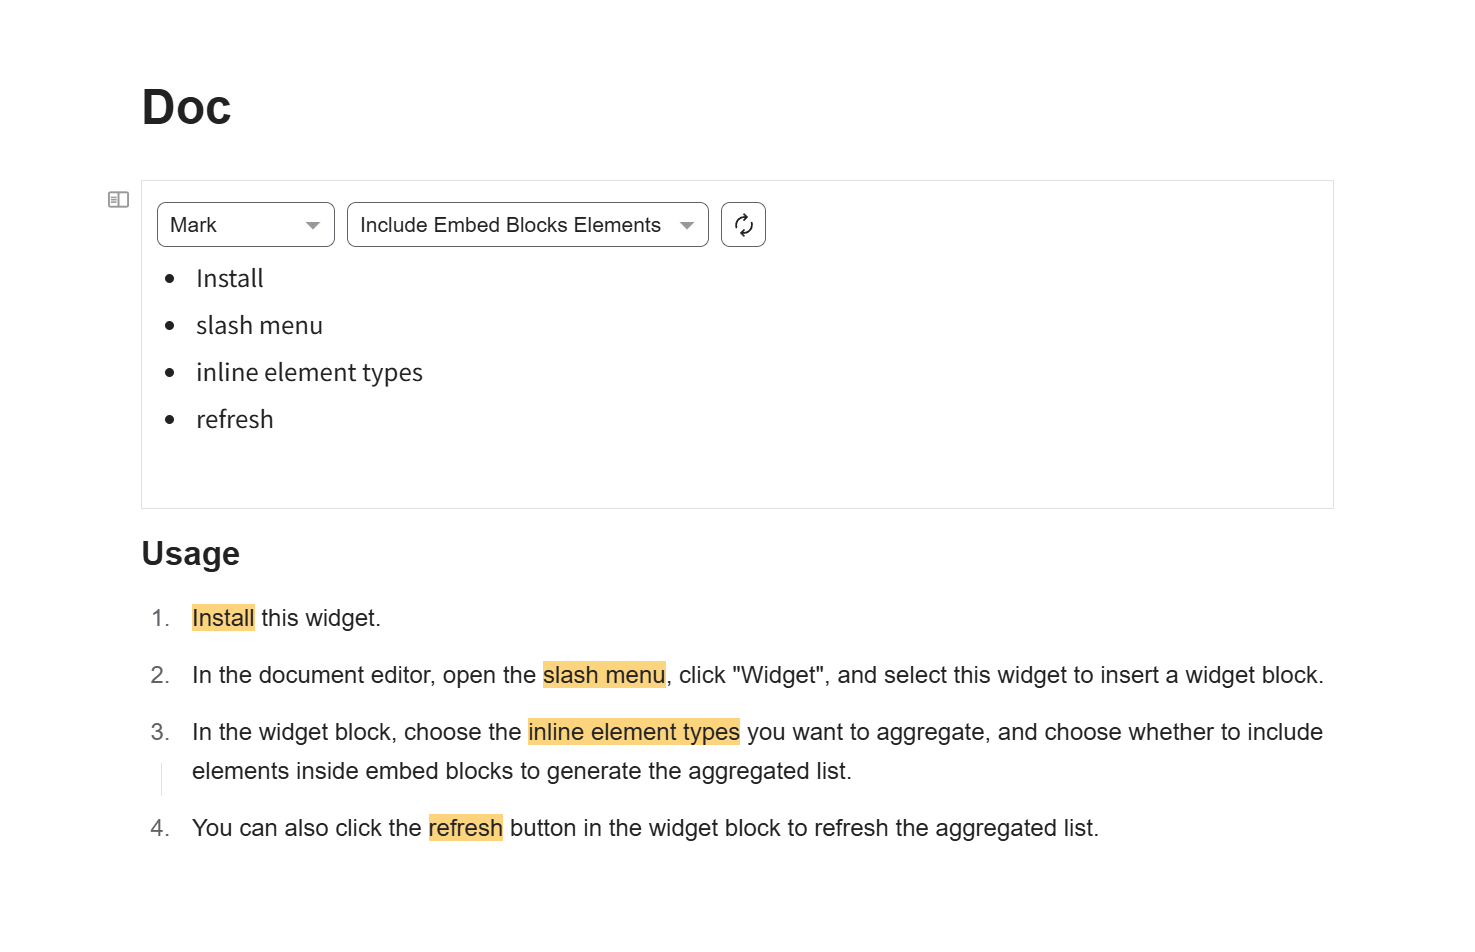 Doc
Mark
Include Embed Blocks Elements
• Install
• slash menu
• inline element types
• refresh
Usage
1. Install this widget.
2. In the document editor, open the slash menu, click "Widget", and select this widget to insert a widget block.
3. In the widget block, choose the inline element types you want to aggregate, and choose whether to include
elements inside embed blocks to generate the aggregated list.
4. You can also click the refresh button in the widget block to refresh the aggregated list.